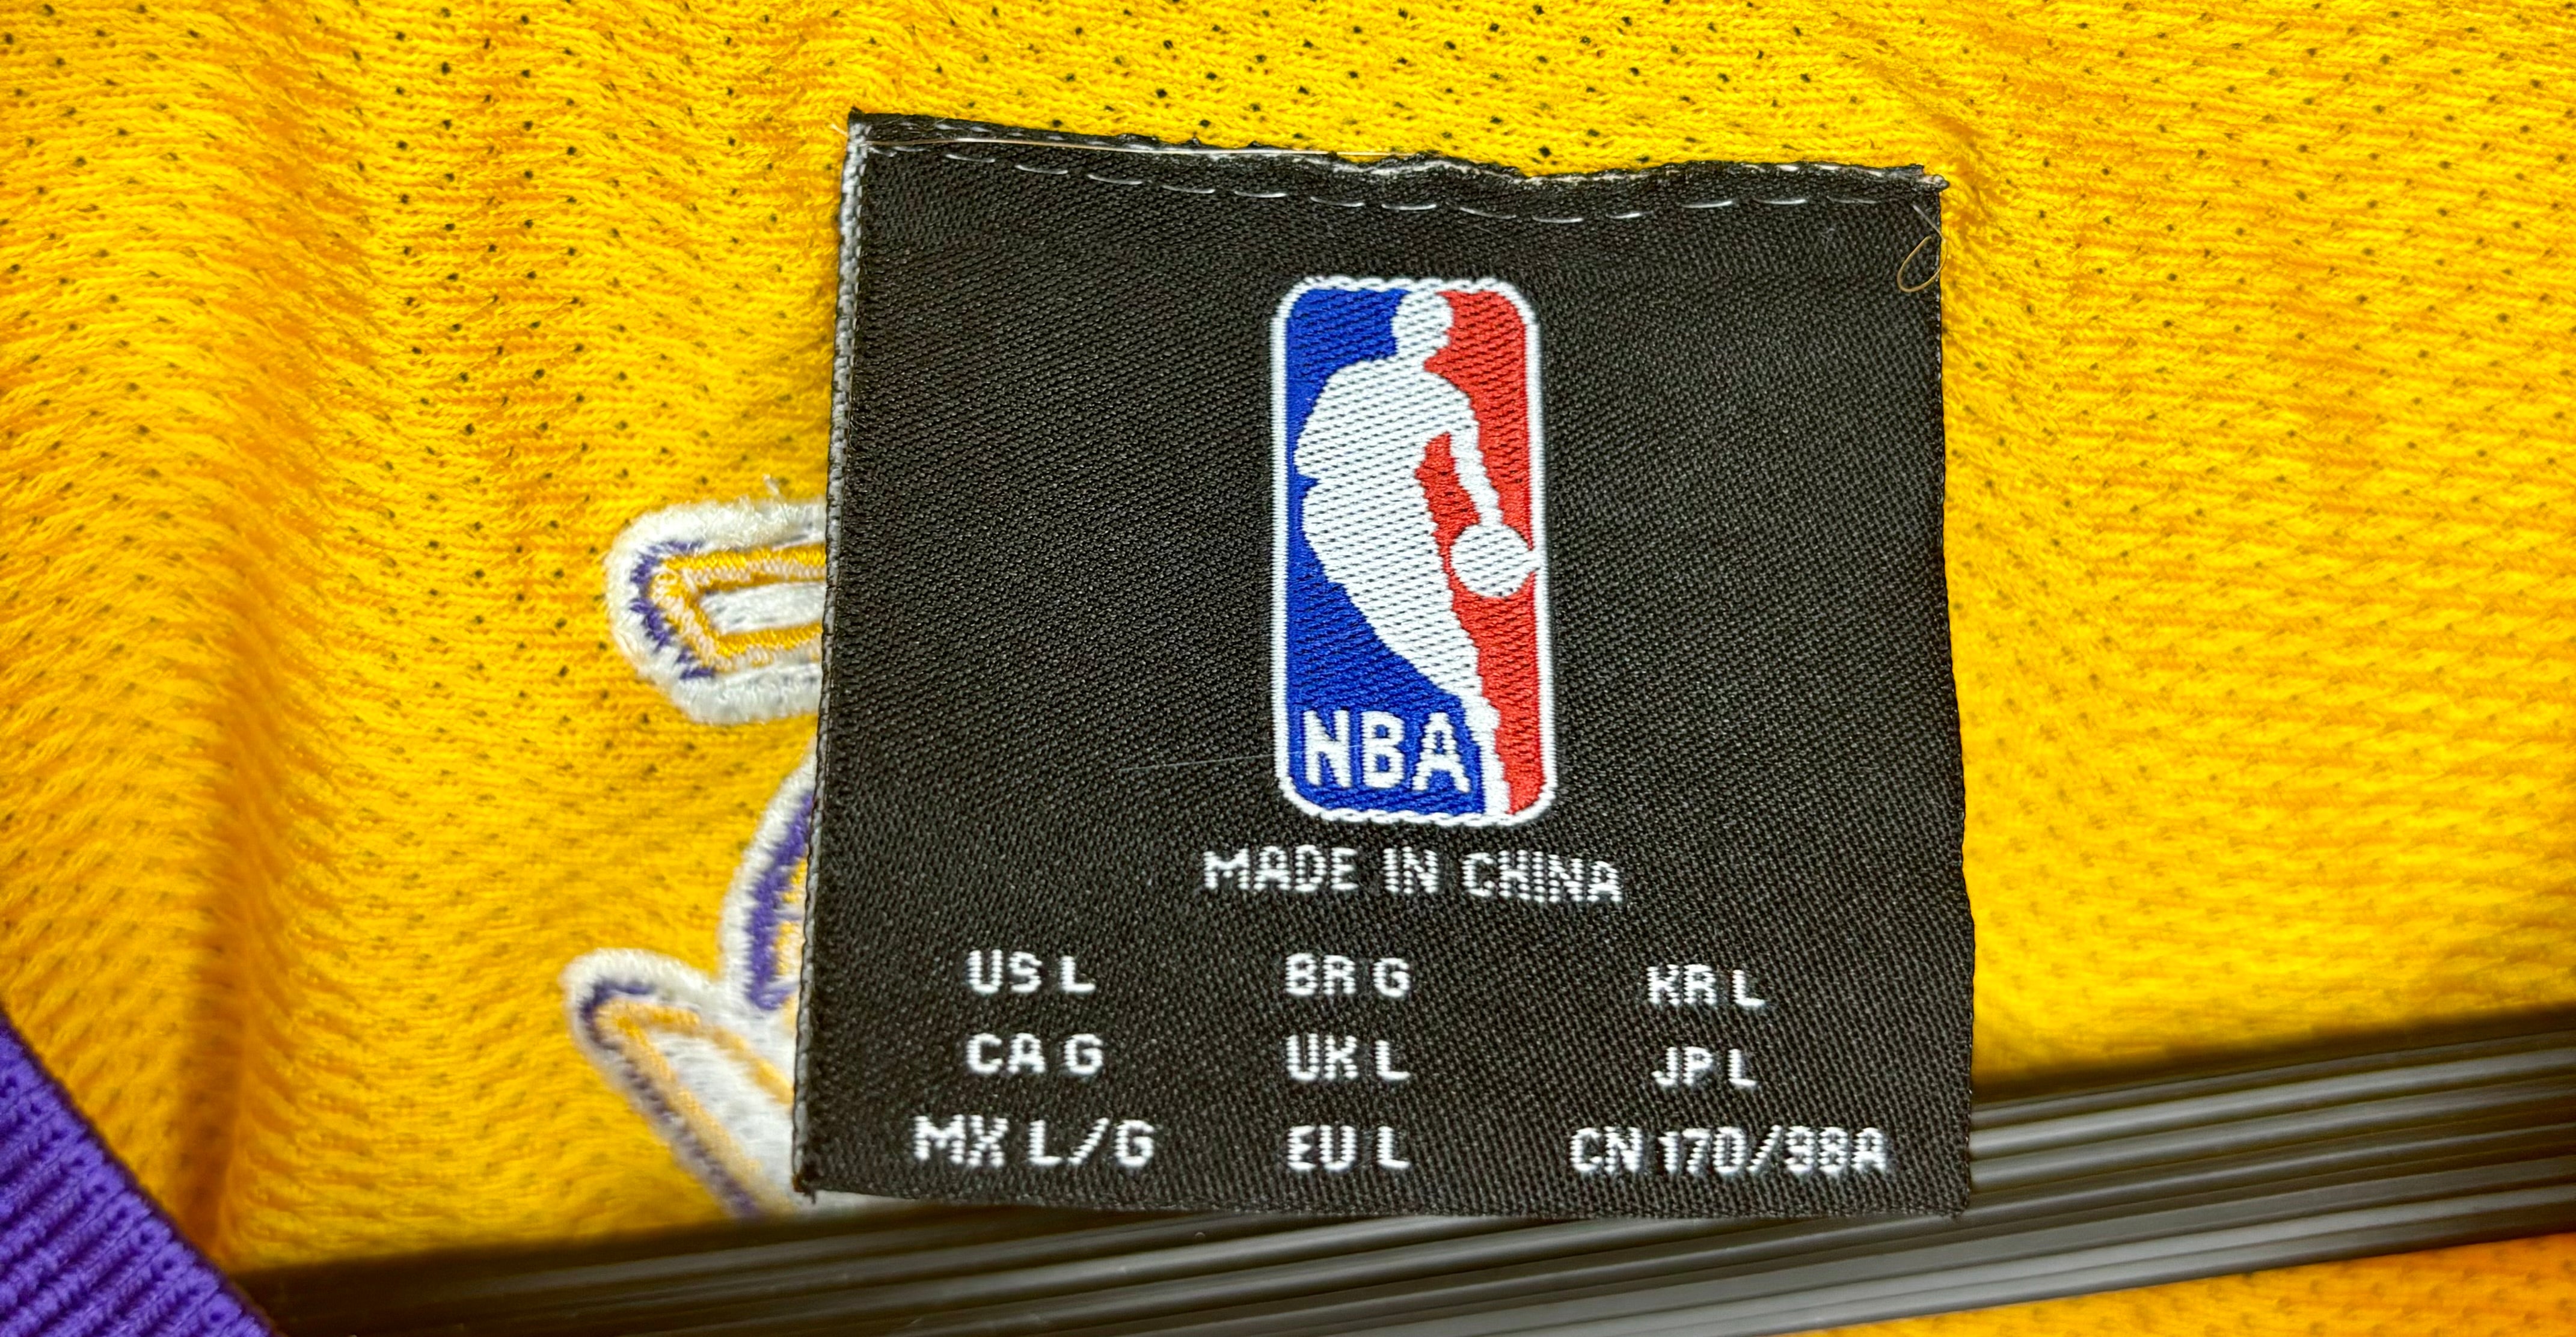 NBA
MADE IN CHINA
US L BR G KR L
CA G UK L JP L
MX L/G EU L CN 170/98A